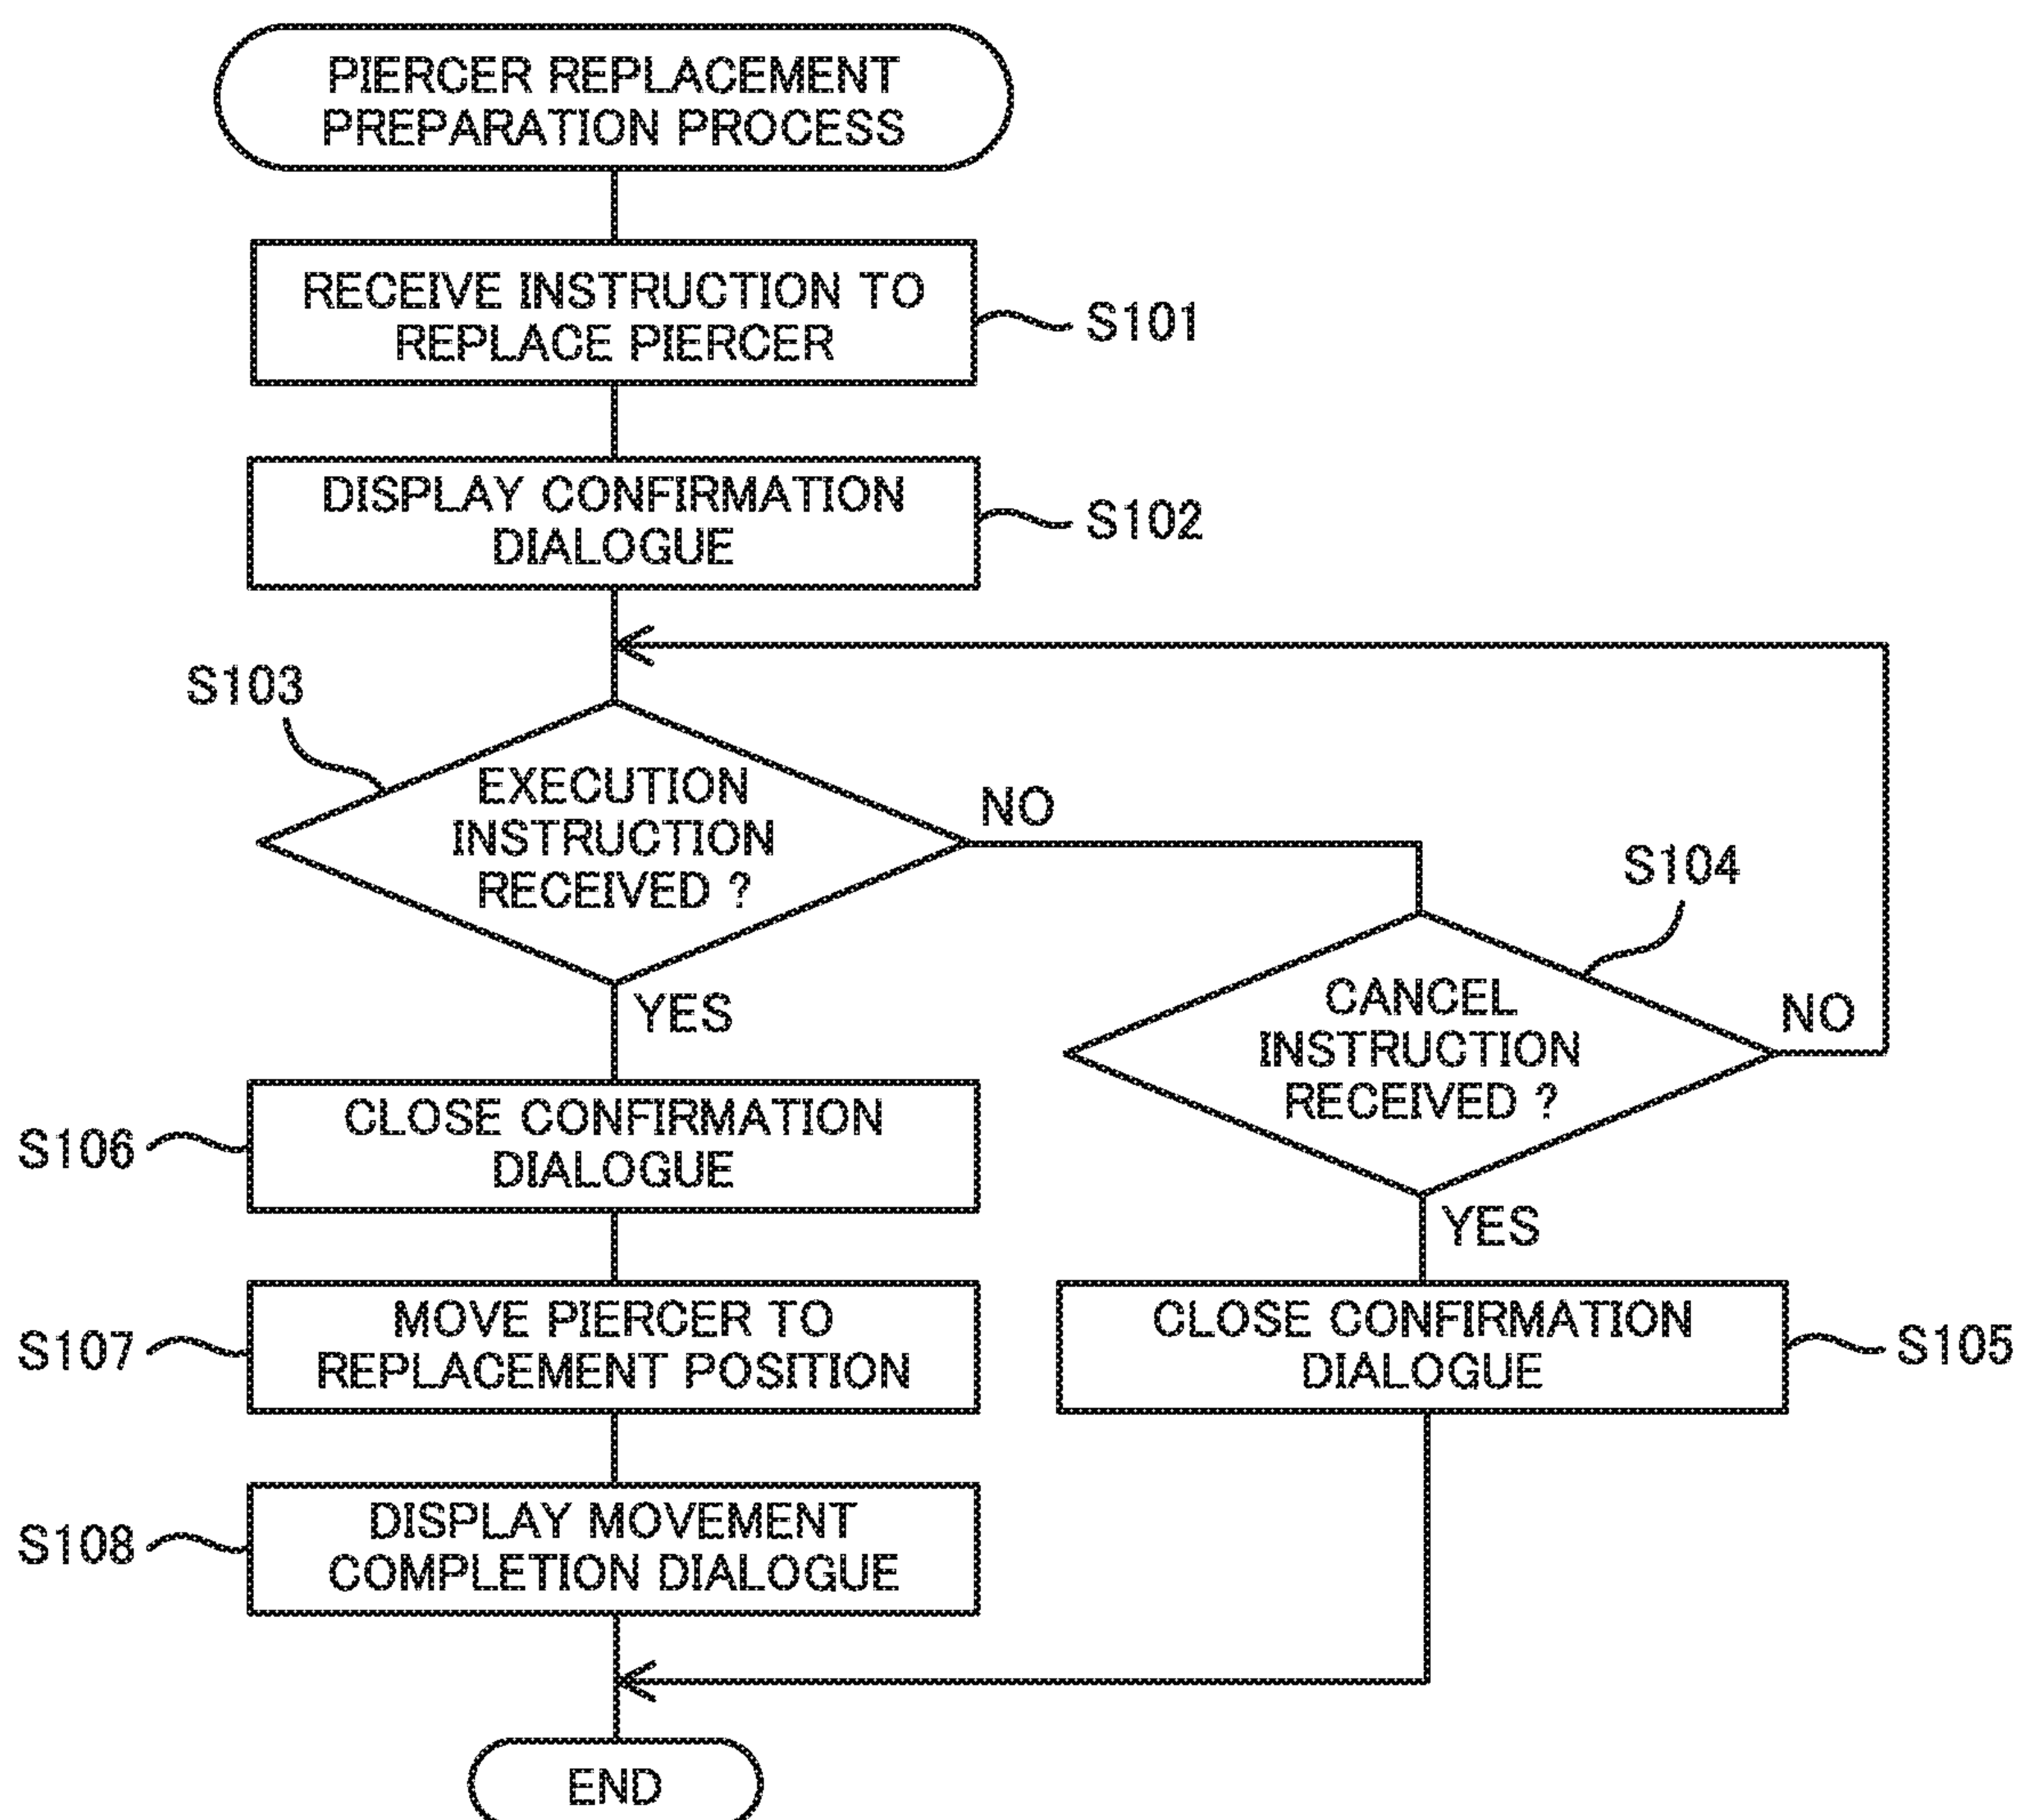 PIERCER REPLACEMENT
PREPARATION PROCESS
RECEIVE INSTRUCTION TO
REPLACE PIERCER
S101
DISPLAY CONFIRMATION
DIALOGUE
S102
S103
EXECUTION
INSTRUCTION
RECEIVED ?
NO
YES
S104
CANCEL
INSTRUCTION
RECEIVED ?
NO
YES
S106
CLOSE CONFIRMATION
DIALOGUE
S107
MOVE PIERCER TO
REPLACEMENT POSITION
CLOSE CONFIRMATION
DIALOGUE
S105
S108
DISPLAY MOVEMENT
COMPLETION DIALOGUE
END